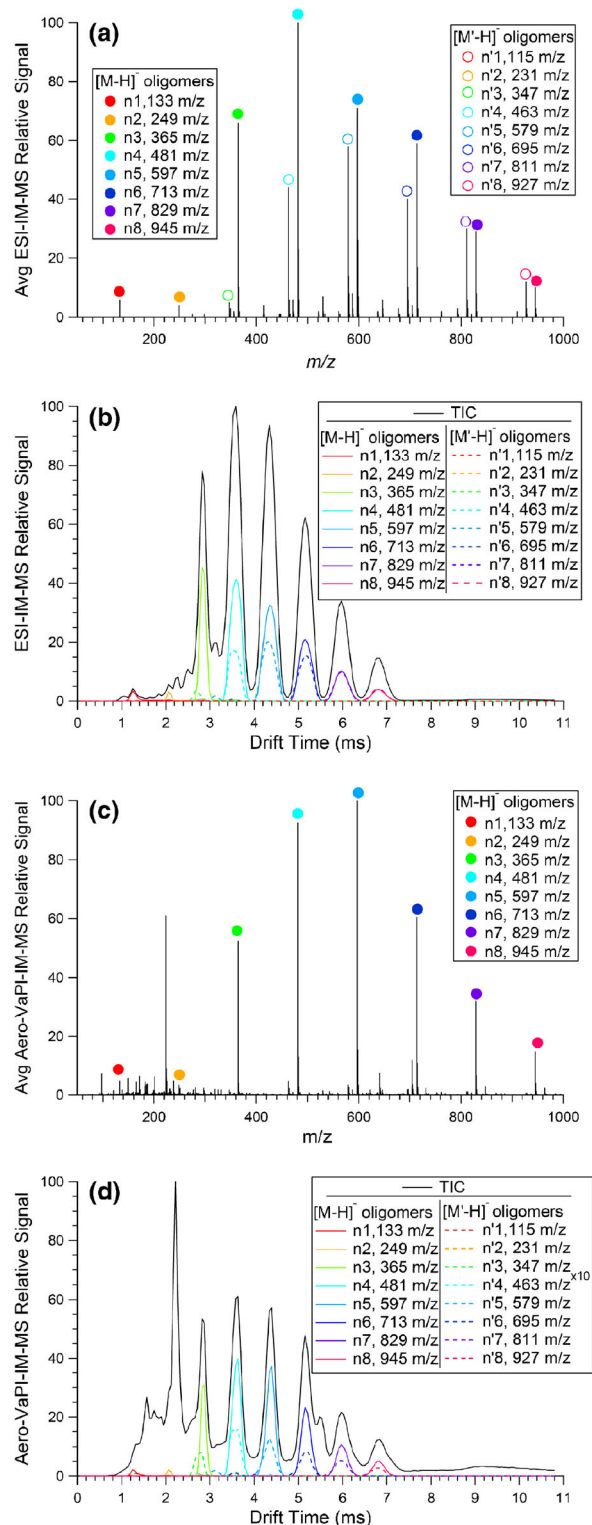 (a)
Avg ESI-IM-MS Relative Signal
100
80
60
40
20
0
[M-H]⁻ oligomers
n1,133 m/z
n2, 249 m/z
n3, 365 m/z
n4, 481 m/z
n5, 597 m/z
n6, 713 m/z
n7, 829 m/z
n8, 945 m/z
[M'-H]⁻ oligomers
n'1,115 m/z
n'2, 231 m/z
n'3, 347 m/z
n'4, 463 m/z
n'5, 579 m/z
n'6, 695 m/z
n'7, 811 m/z
n'8, 927 m/z
200 400 600 800 1000
m/z
(b)
ESI-IM-MS Relative Signal
100
80
60
40
20
0
TIC
[M-H]⁻ oligomers
n1,133 m/z
n2, 249 m/z
n3, 365 m/z
n4, 481 m/z
n5, 597 m/z
n6, 713 m/z
n7, 829 m/z
n8, 945 m/z
[M'-H]⁻ oligomers
n'1,115 m/z
n'2, 231 m/z
n'3, 347 m/z
n'4, 463 m/z
n'5, 579 m/z
n'6, 695 m/z
n'7, 811 m/z
n'8, 927 m/z
0 1 2 3 4 5 6 7 8 9 10 11
Drift Time (ms)
(c)
Avg Aero-VaPI-IM-MS Relative Signal
100
80
60
40
20
0
[M-H]⁻ oligomers
n1,133 m/z
n2, 249 m/z
n3, 365 m/z
n4, 481 m/z
n5, 597 m/z
n6, 713 m/z
n7, 829 m/z
n8, 945 m/z
200 400 600 800 1000
m/z
(d)
Aero-VaPI-IM-MS Relative Signal
100
80
60
40
20
0
TIC
[M-H]⁻ oligomers
n1,133 m/z
n2, 249 m/z
n3, 365 m/z
n4, 481 m/z
n5, 597 m/z
n6, 713 m/z
n7, 829 m/z
n8, 945 m/z
[M'-H]⁻ oligomers
n'1,115 m/z
n'2, 231 m/z
n'3, 347 m/z
n'4, 463 m/z
n'5, 579 m/z
n'6, 695 m/z
n'7, 811 m/z
n'8, 927 m/z
x10
0 1 2 3 4 5 6 7 8 9 10 11
Drift Time (ms)